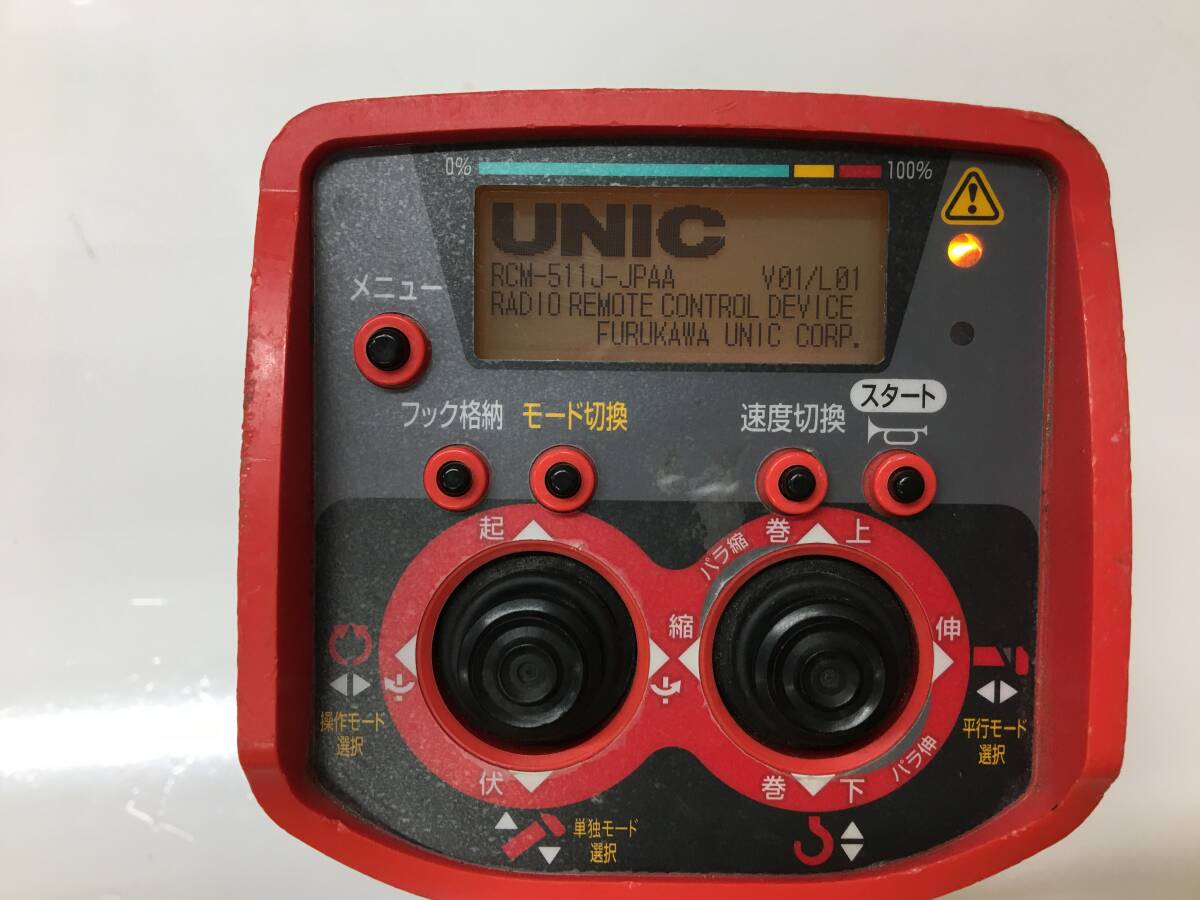 0% 100%
UNIC
RCM-511J-JPAA V01/L01
RADIO REMOTE CONTROL DEVICE
FURUKAWA UNIC CORP.
メニュー
フック格納 モード切換 速度切換 スタート
起 巻 上
パラ縮
縮 伸
操作モード
選択
平行モード
選択
パラ伸
伏 巻 下
単独モード
選択